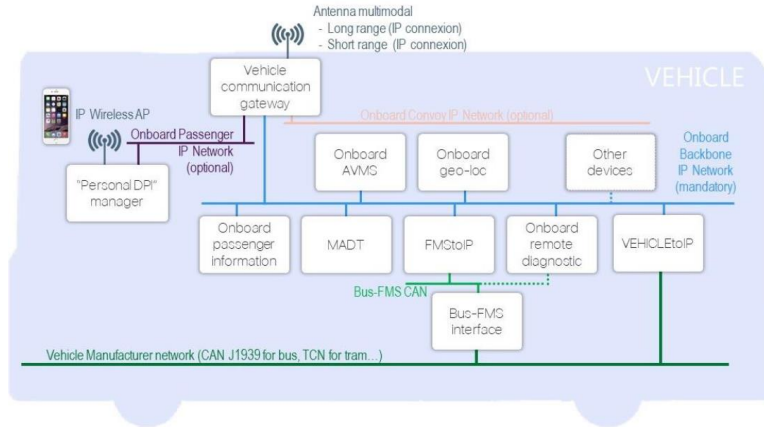 Antenna multimodal
- Long range (IP connexion)
- Short range (IP connexion)
Vehicle
communication
gateway
VEHICLE
IP Wireless AP
Onboard Passenger
IP Network
(optional)
"Personal DPI"
manager
Onboard Convoy IP Network (optional)
Onboard
AVMS
Onboard
geo-loc
Other
devices
Onboard
Backbone
IP Network
(mandatory)
Onboard
passenger
information
MADT
FMStoIP
Onboard
remote
diagnostic
VEHICLEtoIP
Bus-FMS CAN
Bus-FMS
interface
Vehicle Manufacturer network (CAN J1939 for bus, TCN for tram…)